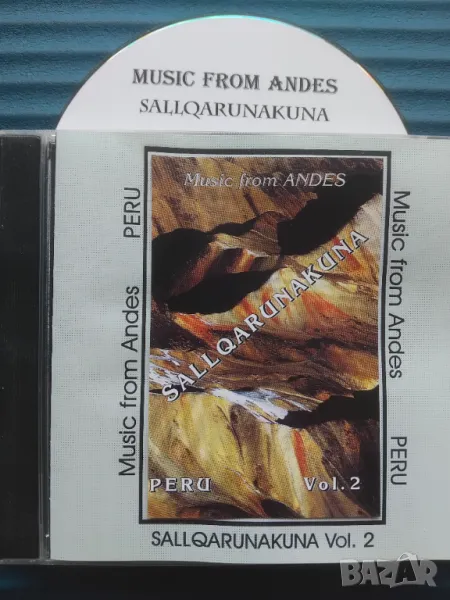 MUSIC FROM ANDES
SALLQARUNAKUNA
Music from ANDES
SALLQARUNAKUNA
PERU Vol.2
Music from Andes PERU
Music from Andes PERU
SALLQARUNAKUNA Vol. 2
BAZAR